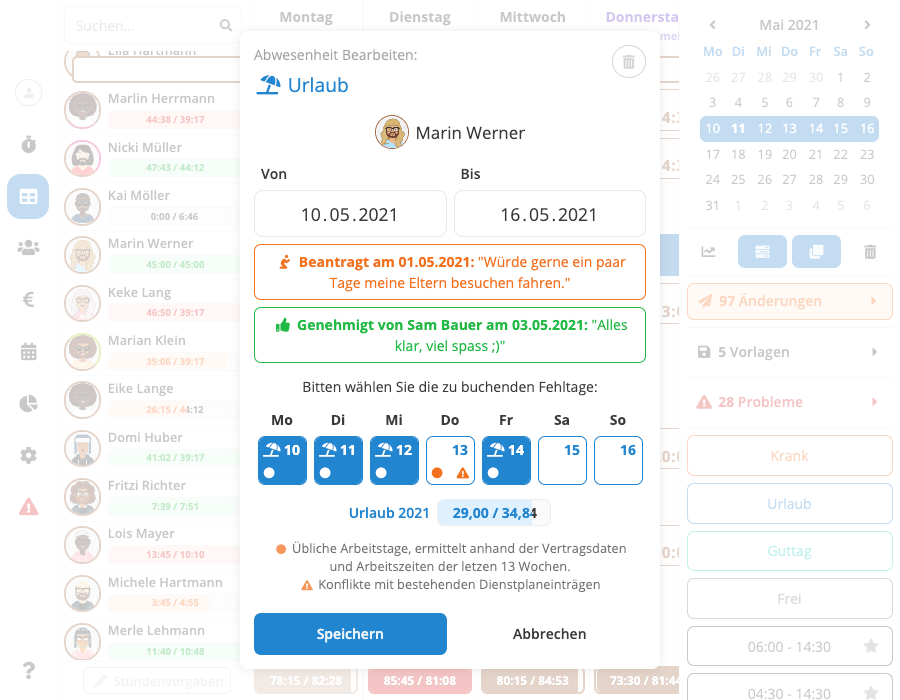 Suchen...
Montag
Dienstag
Mittwoch
Donnersta
Marlin Herrmann
44:38 / 39:17
Nicki Müller
47:43 / 44:12
Kai Möller
0:00 / 6:46
Marin Werner
45:00 / 45:00
Keke Lang
46:50 / 39:17
Marian Klein
35:06 / 39:17
Eike Lange
26:15 / 44:12
Domi Huber
41:02 / 39:17
Fritzi Richter
7:39 / 7:51
Lois Mayer
13:45 / 10:10
Michele Hartmann
3:45 / 4:55
Merle Lehmann
11:40 / 10:48
Stundenvorgaben
?
€
Abwesenheit Bearbeiten:
Urlaub
Marin Werner
Von
Bis
10.05.2021
16.05.2021
Beantragt am 01.05.2021: "Würde gerne ein paar
Tage meine Eltern besuchen fahren."
Genehmigt von Sam Bauer am 03.05.2021: "Alles
klar, viel spass ;)"
Bitten wählen Sie die zu buchenden Fehltage:
Mo Di Mi Do Fr Sa So
10 11 12 13 14 15 16
Urlaub 2021 29,00 / 34,84
Übliche Arbeitstage, ermittelt anhand der Vertragsdaten
und Arbeitszeiten der letzen 13 Wochen.
Konflikte mit bestehenden Dienstplaneinträgen
Speichern
Abbrechen
78:15 / 82:28
85:45 / 81:08
80:15 / 84:53
73:30 / 81:44
Mai 2021
Mo Di Mi Do Fr Sa So
26 27 28 29 30 1 2
3 4 5 6 7 8 9
10 11 12 13 14 15 16
17 18 19 20 21 22 23
24 25 26 27 28 29 30
31 1 2 3 4 5 6
97 Änderungen
5 Vorlagen
28 Probleme
Krank
Urlaub
Guttag
Frei
06:00 - 14:30
04:30 - 14:30